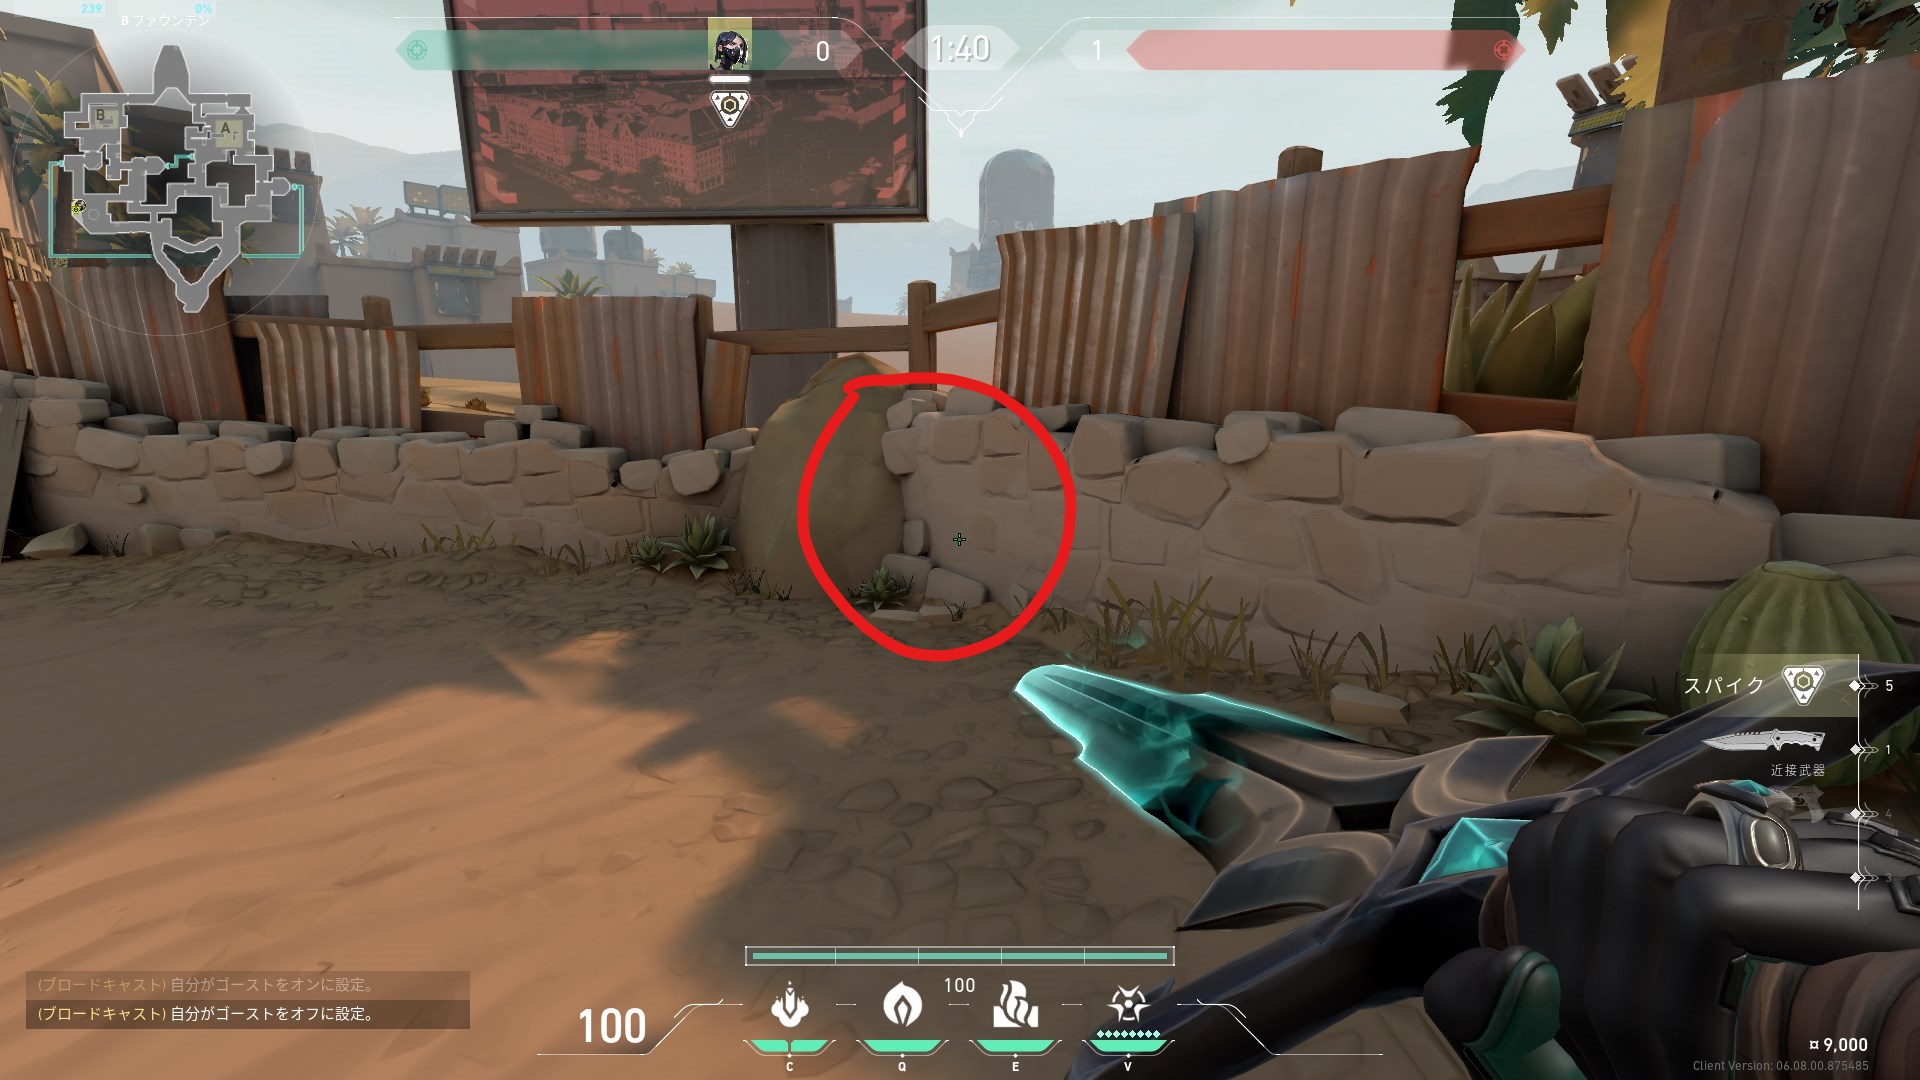 239
0%
B ファウンテン
B
A
0
1:40
1
スパイク
5
1
近接武器
4
3
(ブロードキャスト) 自分がゴーストをオンに設定。
(ブロードキャスト) 自分がゴーストをオフに設定。
100
100
C
Q
E
V
¤ 9,000
Client Version: 06.08.00.875485